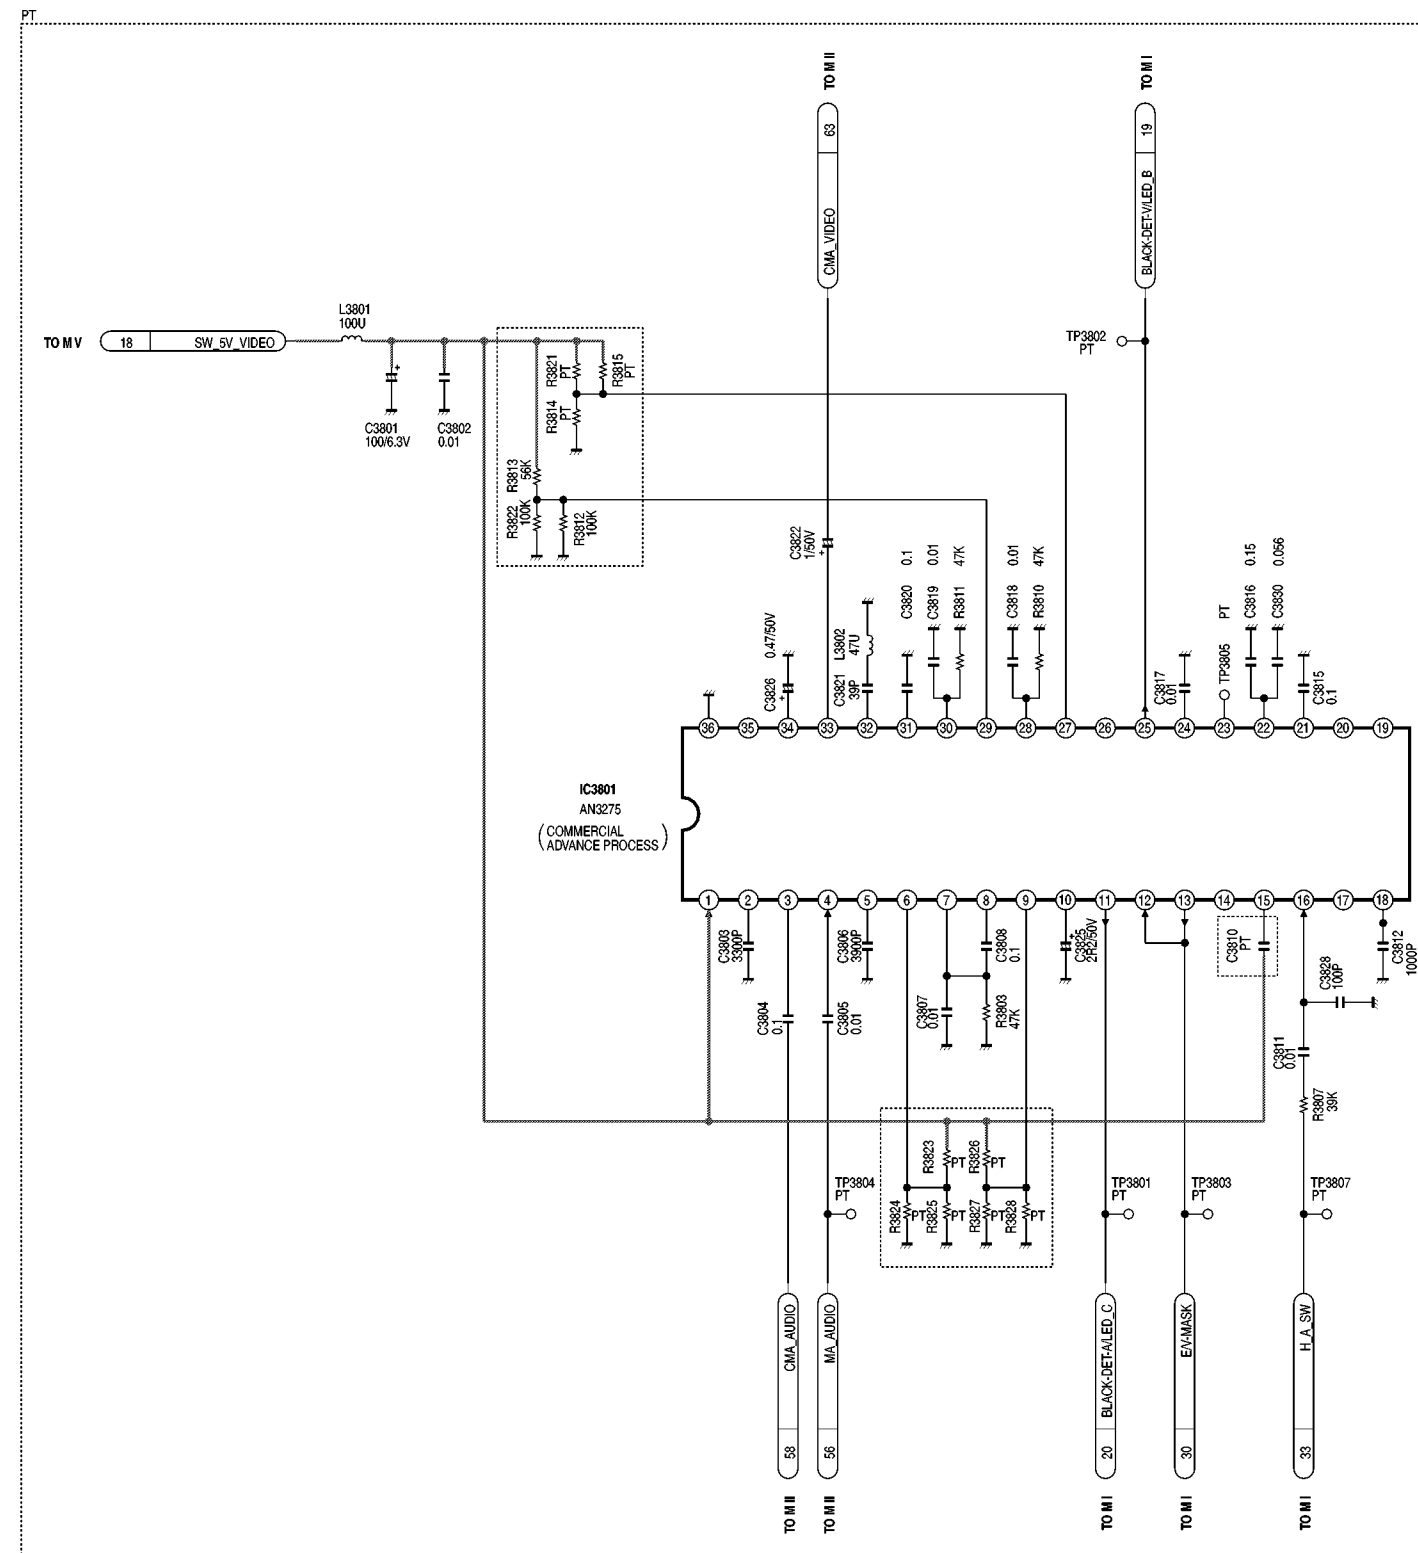 PT
TO M II
63
CMA_VIDEO
TO M I
19
BLACK-DET-V/LED_B
TP3802
PT
TO M V
18
SW_5V_VIDEO
L3801
100U
C3801
100/6.3V
C3802
0.01
R3821
PT
R3815
PT
R3814
PT
R3813
56K
R3822
100K
R3812
100K
C3822
1/50V
C3826
0.47/50V
C3821
39P
L3802
47U
C3820 0.1
C3819 0.01
R3811 47K
C3818 0.01
R3810 47K
C3817
0.01
TP3805 PT
C3816 0.15
C3830 0.056
C3815
0.1
36 35 34 33 32 31 30 29 28 27 26 25 24 23 22 21 20 19
IC3801
AN3275
(COMMERCIAL
ADVANCE PROCESS)
1 2 3 4 5 6 7 8 9 10 11 12 13 14 15 16 17 18
C3803
3300P
C3804
0.1
C3805
0.01
C3806
3900P
C3807
0.01
C3808
0.1
R3803
47K
C3825
2R2/50V
C3810
PT
C3828
100P
C3812
1000P
C3811
0.01
R3807
39K
R3823
PT
R3826
PT
R3824
PT
R3825
PT
R3827
PT
R3828
PT
TP3804
PT
TP3801
PT
TP3803
PT
TP3807
PT
CMA_AUDIO
58
TO M II
MA_AUDIO
56
TO M II
BLACK-DET-A/LED_C
20
TO M I
E/V-MASK
30
TO M I
H_A_SW
33
TO M I